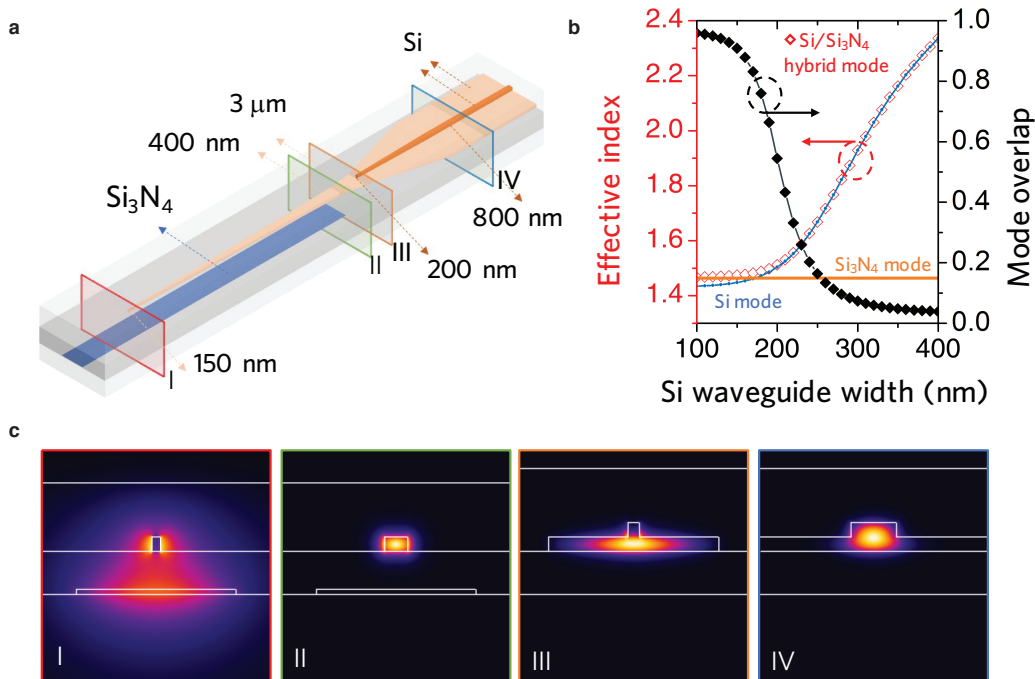 a
Si
3 μm
400 nm
Si₃N₄
IV
800 nm
III
II
200 nm
150 nm
I
b
2.4
2.2
2.0
1.8
1.6
1.4
Effective index
Si/Si₃N₄
hybrid mode
Si₃N₄ mode
Si mode
1.0
0.8
0.6
0.4
0.2
0.0
Mode overlap
100 200 300 400
Si waveguide width (nm)
c
I
II
III
IV